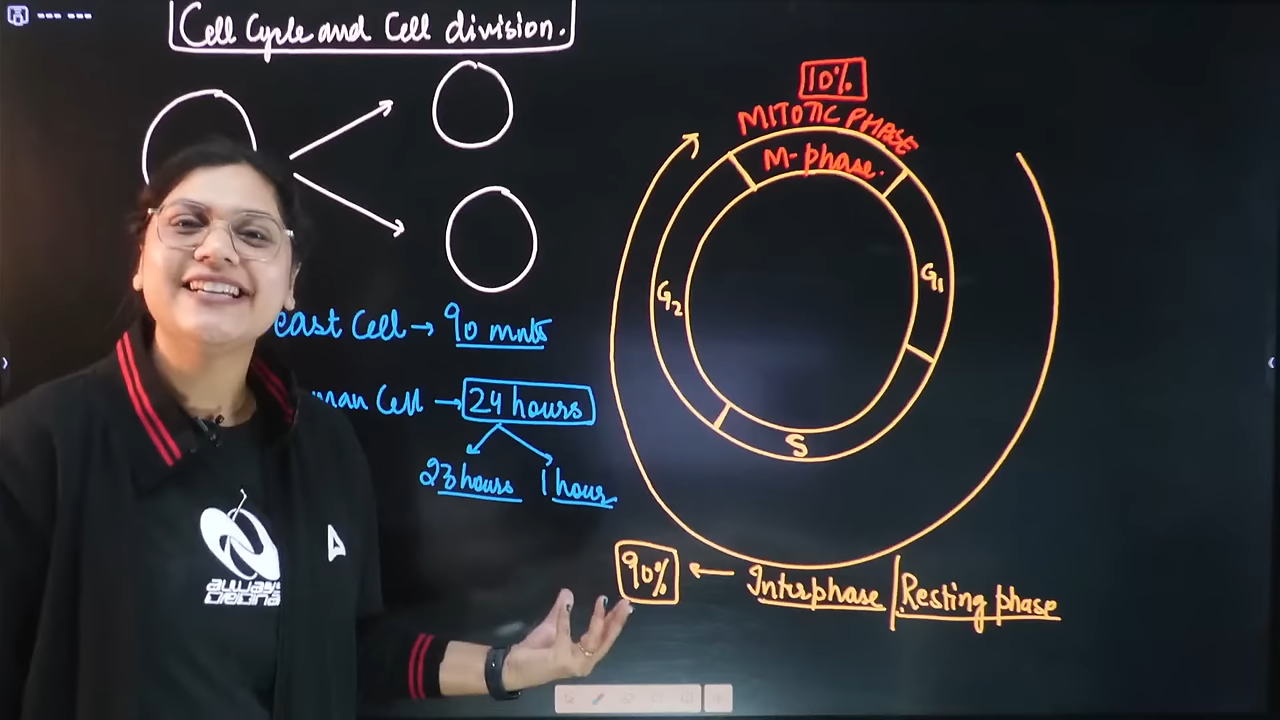 Cell Cycle and Cell division.
east Cell → 90 mnts
man Cell → 24 hours
23 hours 1 hour
10%
MITOTIC PHASE
M-phase.
G1
G2
S
90% ← Interphase / Resting phase